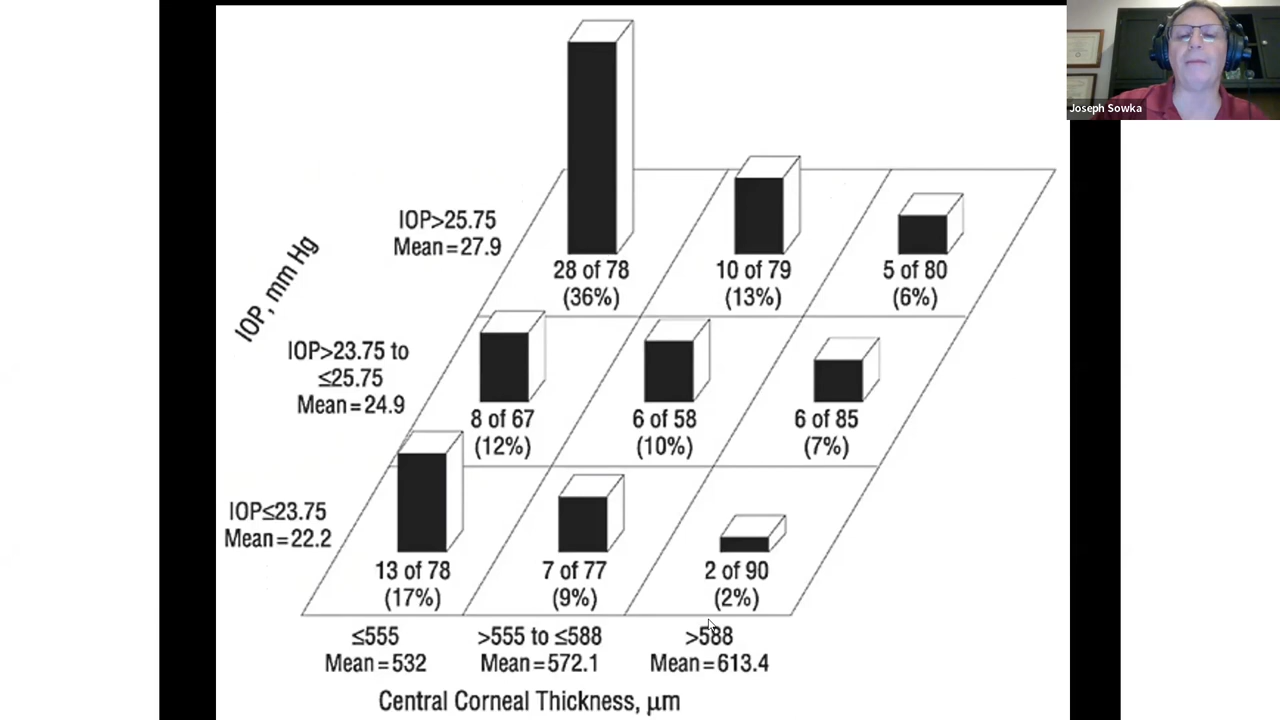 Joseph Sowka
IOP, mm Hg
IOP>25.75
Mean=27.9
28 of 78
(36%)
10 of 79
(13%)
5 of 80
(6%)
IOP>23.75 to
≤25.75
Mean=24.9
8 of 67
(12%)
6 of 58
(10%)
6 of 85
(7%)
IOP≤23.75
Mean=22.2
13 of 78
(17%)
7 of 77
(9%)
2 of 90
(2%)
≤555
Mean=532
>555 to ≤588
Mean=572.1
>588
Mean=613.4
Central Corneal Thickness, µm